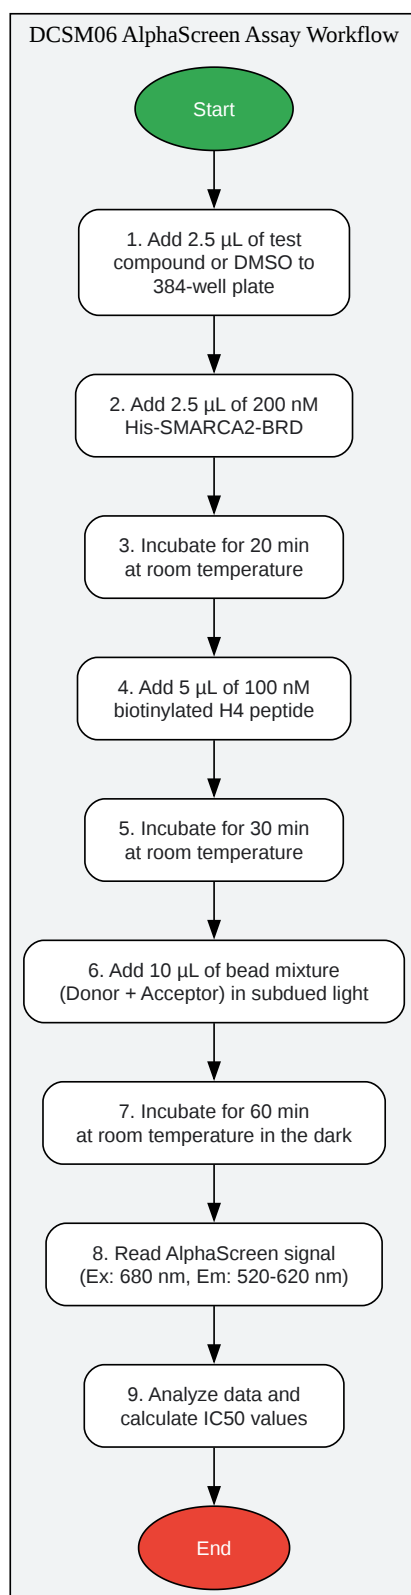 DCSM06 AlphaScreen Assay Workflow
Start
1. Add 2.5 µL of test
compound or DMSO to
384-well plate
2. Add 2.5 µL of 200 nM
His-SMARCA2-BRD
3. Incubate for 20 min
at room temperature
4. Add 5 µL of 100 nM
biotinylated H4 peptide
5. Incubate for 30 min
at room temperature
6. Add 10 µL of bead mixture
(Donor + Acceptor) in subdued light
7. Incubate for 60 min
at room temperature in the dark
8. Read AlphaScreen signal
(Ex: 680 nm, Em: 520-620 nm)
9. Analyze data and
calculate IC50 values
End